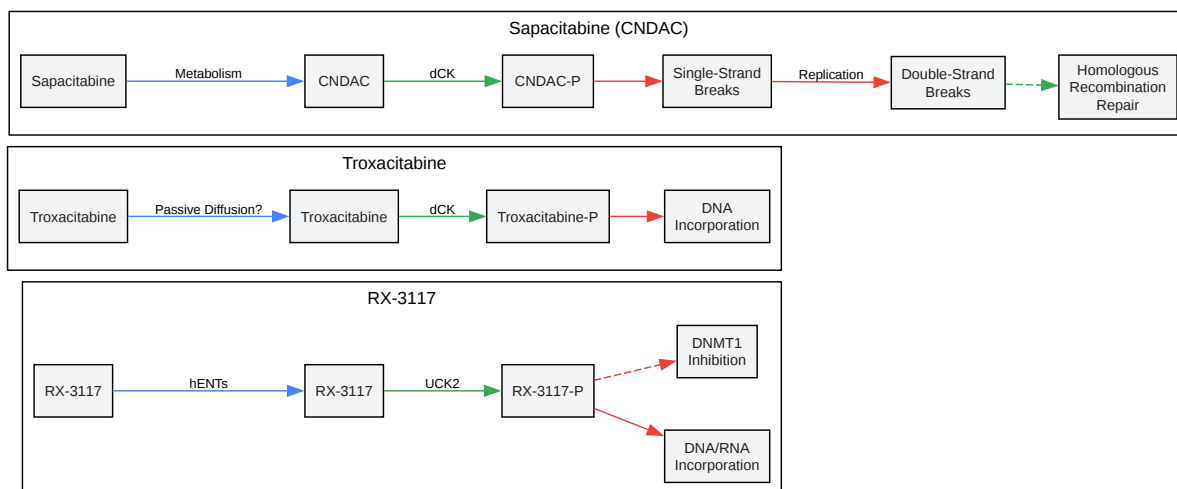 Sapacitabine (CNDAC)
Sapacitabine
Metabolism
CNDAC
dCK
CNDAC-P
Single-Strand
Breaks
Replication
Double-Strand
Breaks
Homologous
Recombination
Repair
Troxacitabine
Troxacitabine
Passive Diffusion?
Troxacitabine
dCK
Troxacitabine-P
DNA
Incorporation
RX-3117
RX-3117
hENTs
RX-3117
UCK2
RX-3117-P
DNMT1
Inhibition
DNA/RNA
Incorporation